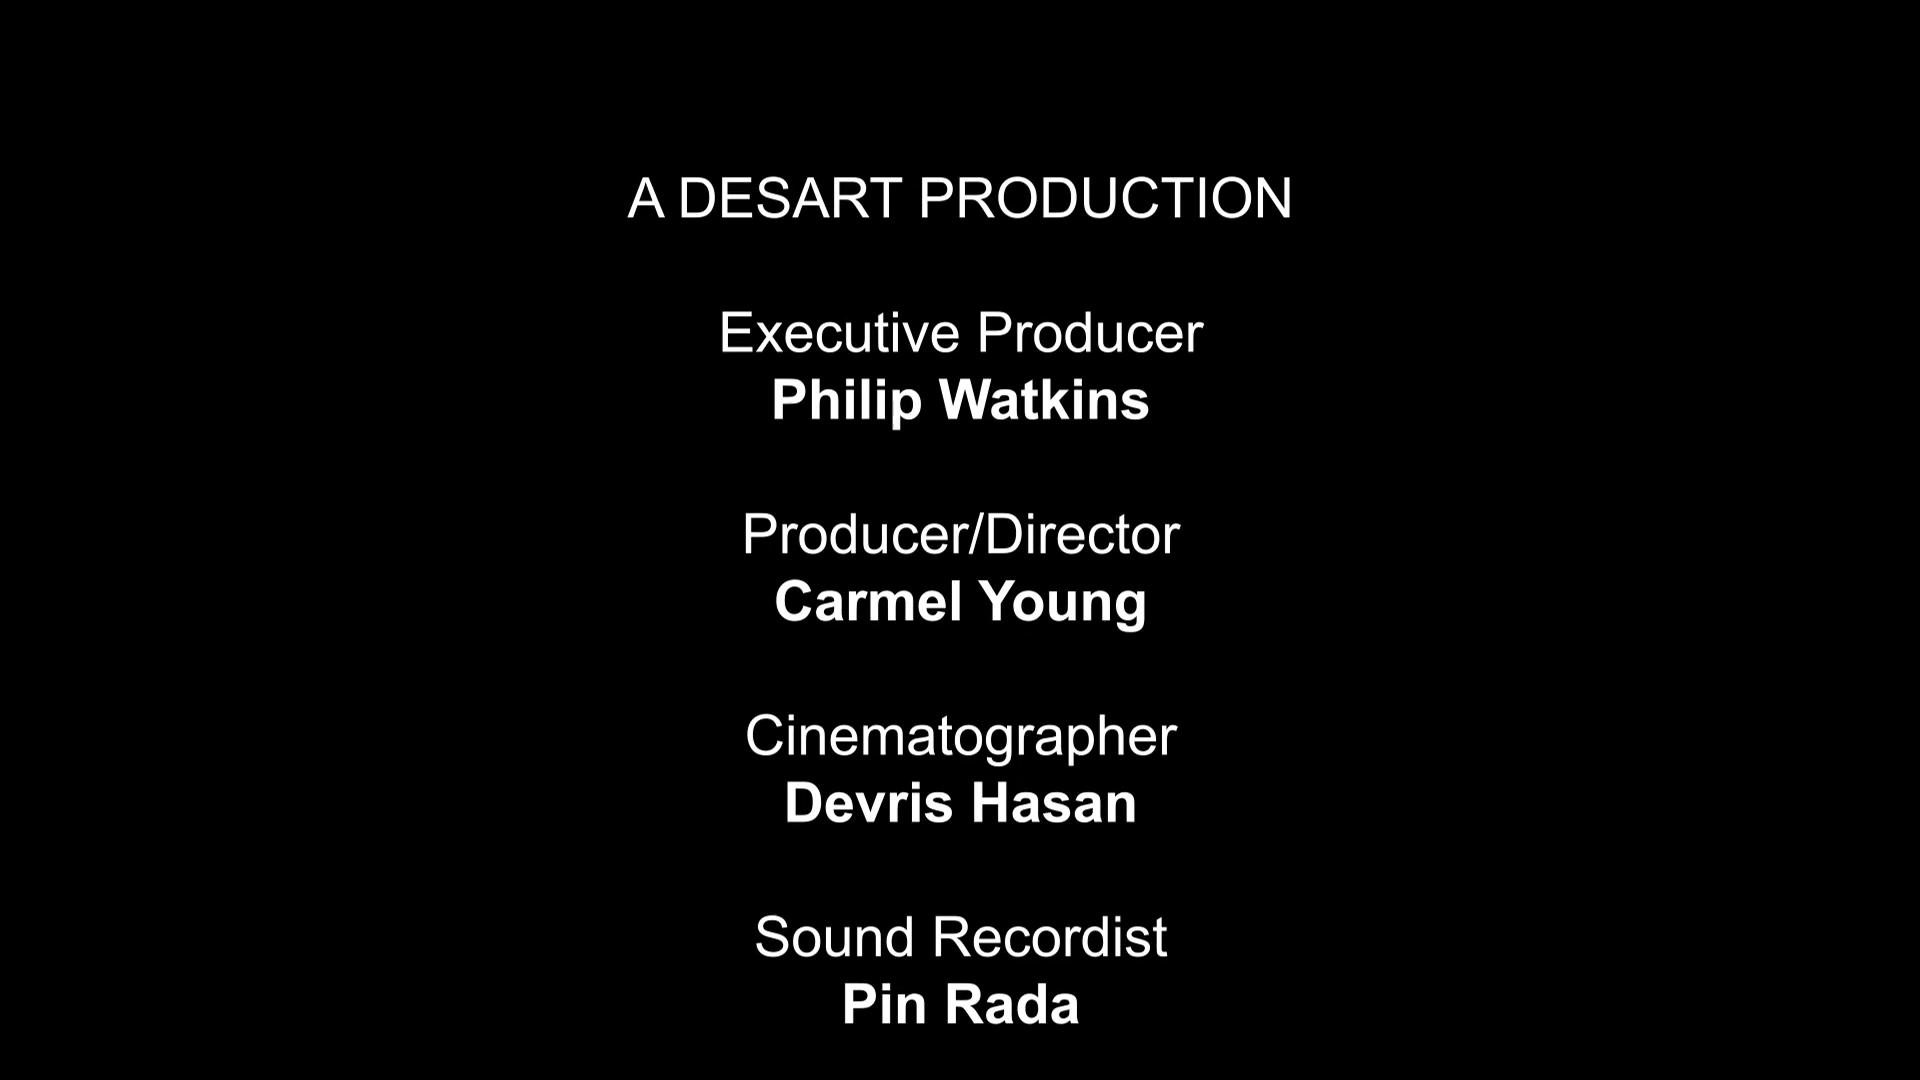 A DESART PRODUCTION
Executive Producer
Philip Watkins
Producer/Director
Carmel Young
Cinematographer
Devris Hasan
Sound Recordist
Pin Rada